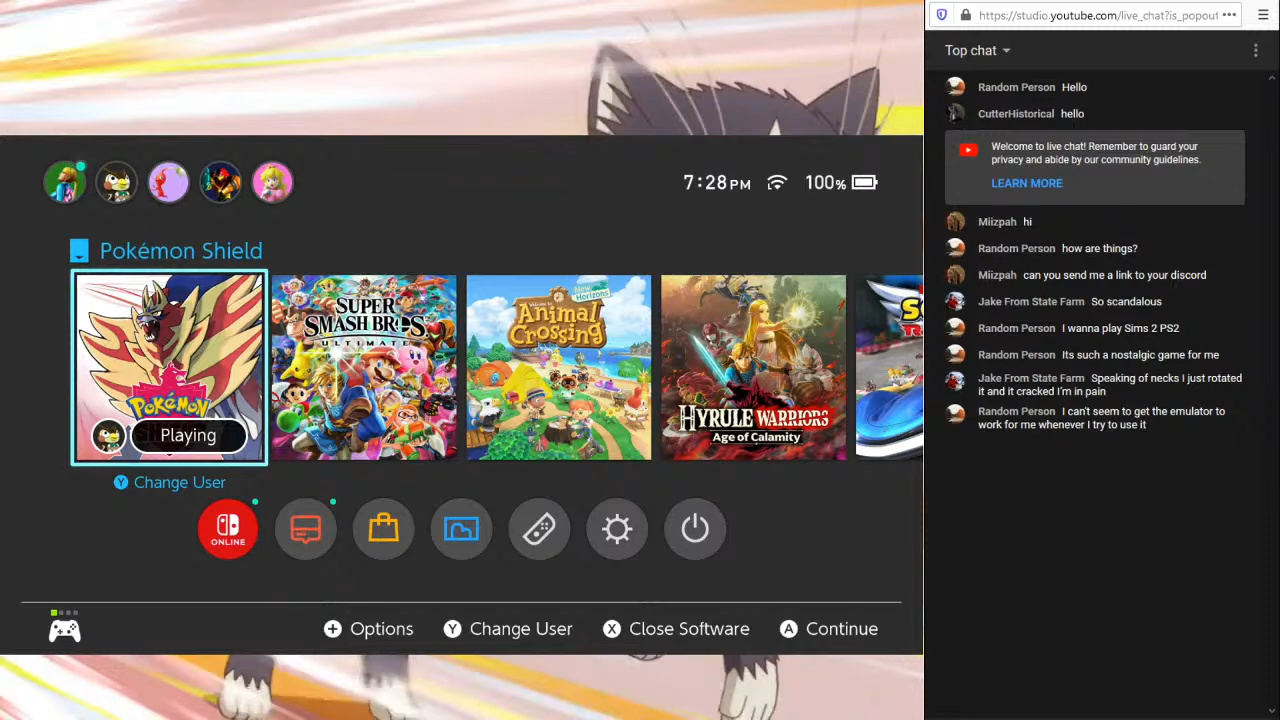 7:28 PM 100%
Pokémon Shield
POKÉMON
Playing
SUPER
SMASH BROS.
ULTIMATE
Welcome to
New
Horizons
Animal
Crossing
HYRULE WARRIORS
Age of Calamity
Y Change User
ONLINE
+ Options
Y Change User
X Close Software
A Continue
https://studio.youtube.com/live_chat?is_popout
Top chat
Random Person Hello
CutterHistorical hello
Welcome to live chat! Remember to guard your
privacy and abide by our community guidelines.
LEARN MORE
Miizpah hi
Random Person how are things?
Miizpah can you send me a link to your discord
Jake From State Farm So scandalous
Random Person I wanna play Sims 2 PS2
Random Person Its such a nostalgic game for me
Jake From State Farm Speaking of necks I just rotated
it and it cracked I'm in pain
Random Person I can't seem to get the emulator to
work for me whenever I try to use it